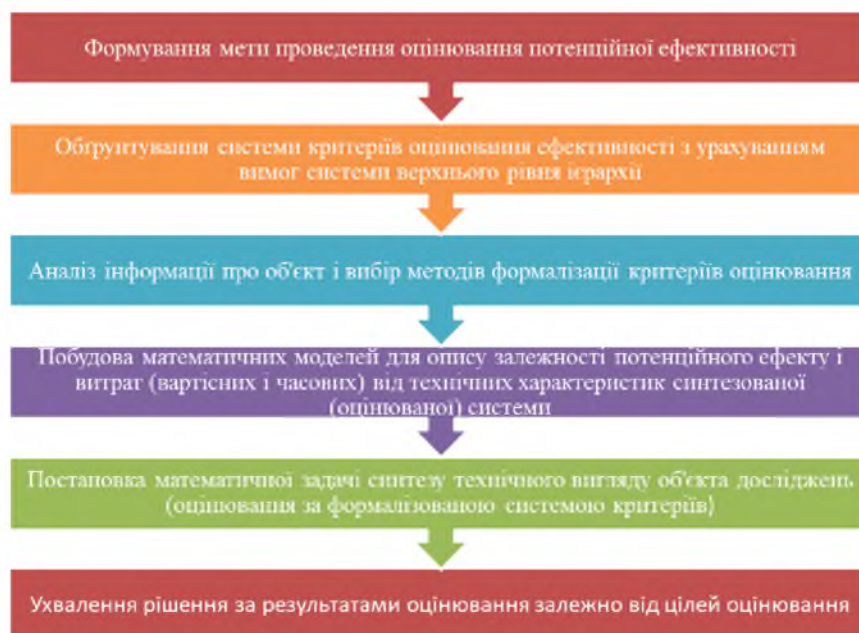 Формування мети проведення оцінювання потенційної ефективності
Обґрунтування системи критеріїв оцінювання ефективності з урахуванням
вимог системи верхнього рівня ієрархії
Аналіз інформації про об'єкт і вибір методів формалізації критеріїв оцінювання
Побудова математичних моделей для опису залежності потенційного ефекту і
витрат (вартісних і часових) від технічних характеристик синтезованої
(оцінюваної) системи
Постановка математичної задачі синтезу технічного вигляду об'єкта досліджень
(оцінювання за формалізованою системою критеріїв)
Ухвалення рішення за результатами оцінювання залежно від цілей оцінювання